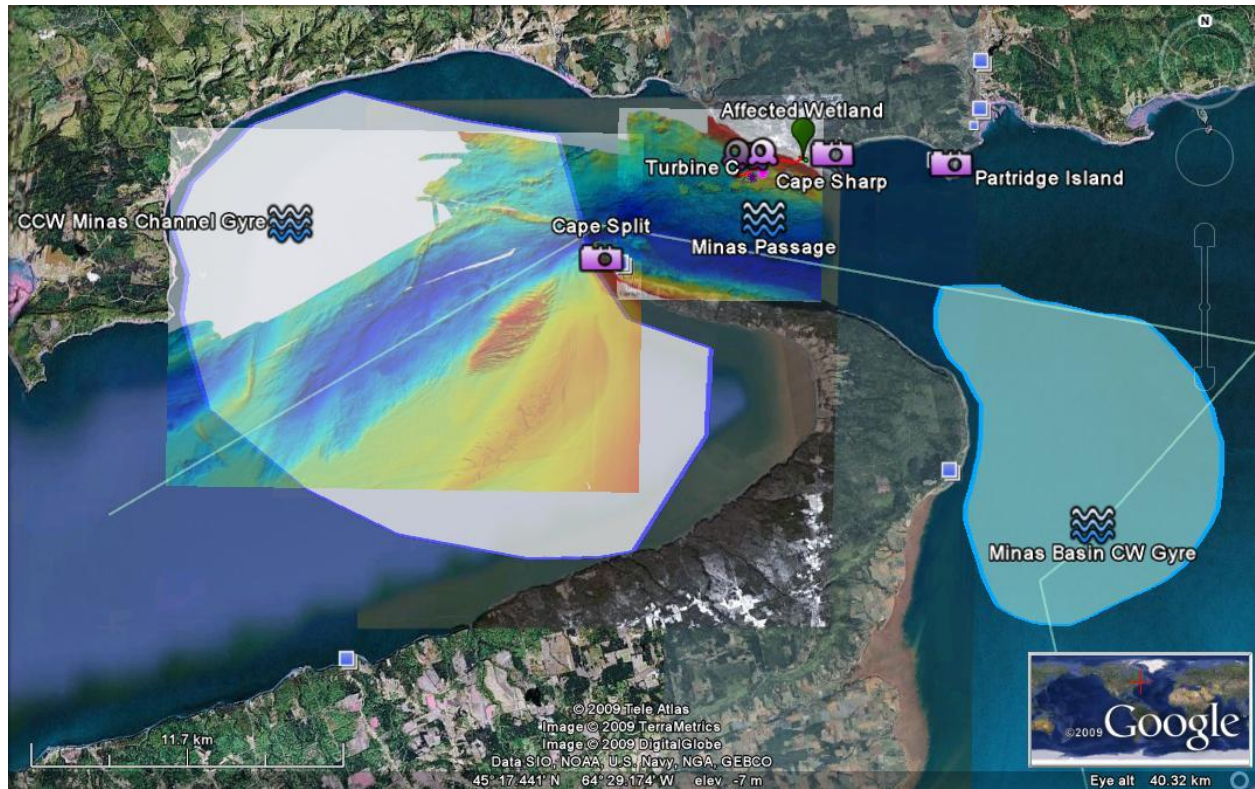 N
Affected Wetland
Turbine C
Cape Sharp
Partridge Island
CCW Minas Channel Gyre
Cape Split
Minas Passage
Minas Basin CW Gyre
11.7 km
© 2009 Tele Atlas
Image © 2009 TerraMetrics
Image © 2009 DigitalGlobe
Data SIO, NOAA, U.S. Navy, NGA, GEBCO
45° 17.441' N 64° 29.174' W elev -7 m
©2009 Google
Eye alt 40.32 km